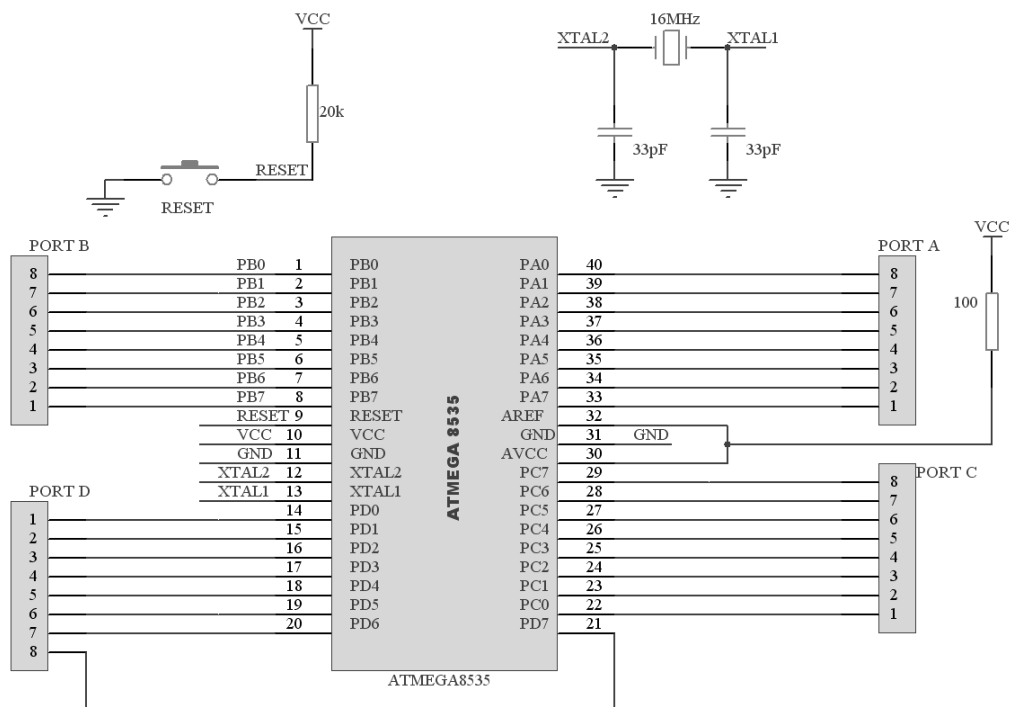 VCC
20k
RESET
RESET
16MHz
XTAL2
XTAL1
33pF
33pF
PORT B
8
7
6
5
4
3
2
1
PORT D
1
2
3
4
5
6
7
8
PB0 1 PB0
PB1 2 PB1
PB2 3 PB2
PB3 4 PB3
PB4 5 PB4
PB5 6 PB5
PB6 7 PB6
PB7 8 PB7
RESET 9 RESET
VCC 10 VCC
GND 11 GND
XTAL2 12 XTAL2
XTAL1 13 XTAL1
14 PD0
15 PD1
16 PD2
17 PD3
18 PD4
19 PD5
20 PD6
ATMEGA 8535
PA0 40
PA1 39
PA2 38
PA3 37
PA4 36
PA5 35
PA6 34
PA7 33
AREF 32
GND 31 GND
AVCC 30
PC7 29
PC6 28
PC5 27
PC4 26
PC3 25
PC2 24
PC1 23
PC0 22
PD7 21
ATMEGA8535
PORT A
8
7
6
5
4
3
2
1
VCC
100
PORT C
8
7
6
5
4
3
2
1